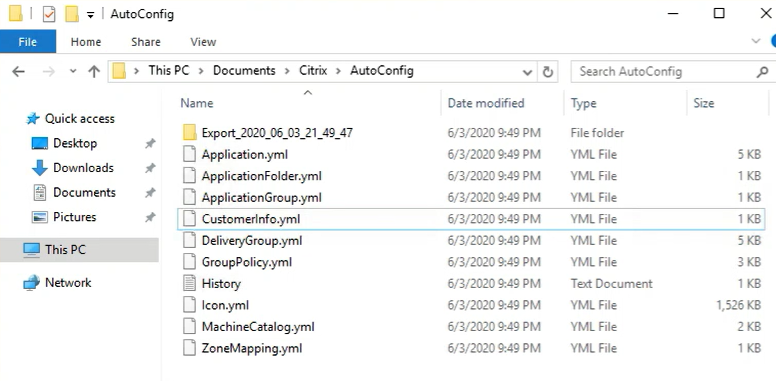 AutoConfig
File Home Share View
This PC Documents Citrix AutoConfig Search AutoConfig
Name Date modified Type Size
Quick access
Desktop
Downloads
Documents
Pictures
This PC
Network
Export_2020_06_03_21_49_47 6/3/2020 9:49 PM File folder
Application.yml 6/3/2020 9:49 PM YML File 5 KB
ApplicationFolder.yml 6/3/2020 9:49 PM YML File 1 KB
ApplicationGroup.yml 6/3/2020 9:49 PM YML File 1 KB
CustomerInfo.yml 6/3/2020 9:49 PM YML File 1 KB
DeliveryGroup.yml 6/3/2020 9:49 PM YML File 5 KB
GroupPolicy.yml 6/3/2020 9:49 PM YML File 3 KB
History 6/3/2020 9:49 PM Text Document 1 KB
Icon.yml 6/3/2020 9:49 PM YML File 1,526 KB
MachineCatalog.yml 6/3/2020 9:49 PM YML File 2 KB
ZoneMapping.yml 6/3/2020 9:49 PM YML File 1 KB